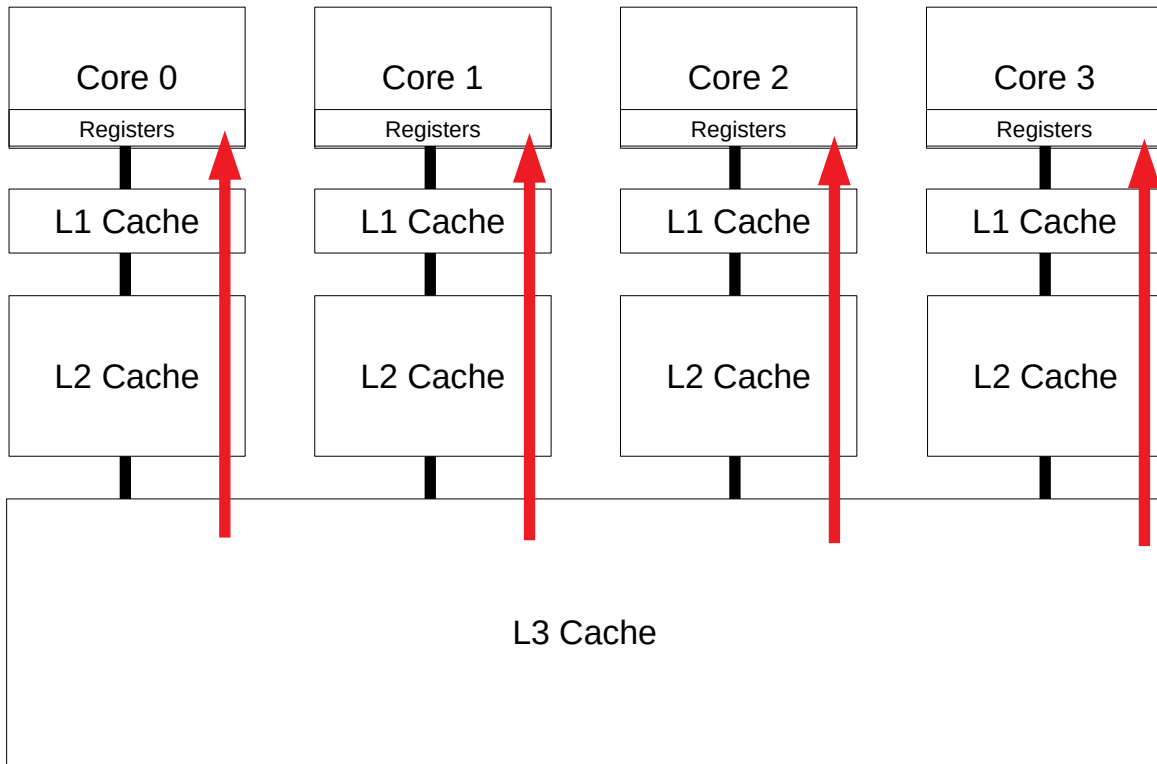 Core 0
Core 1
Core 2
Core 3
Registers
Registers
Registers
Registers
L1 Cache
L1 Cache
L1 Cache
L1 Cache
L2 Cache
L2 Cache
L2 Cache
L2 Cache
L3 Cache